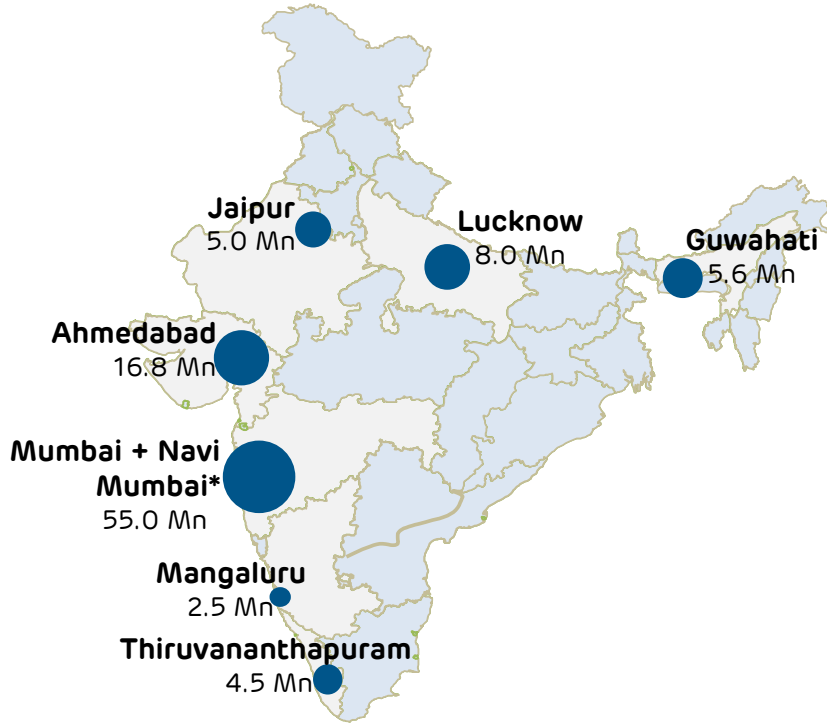 Jaipur
5.0 Mn
Lucknow
8.0 Mn
Guwahati
5.6 Mn
Ahmedabad
16.8 Mn
Mumbai + Navi
Mumbai*
55.0 Mn
Mangaluru
2.5 Mn
Thiruvananthapuram
4.5 Mn